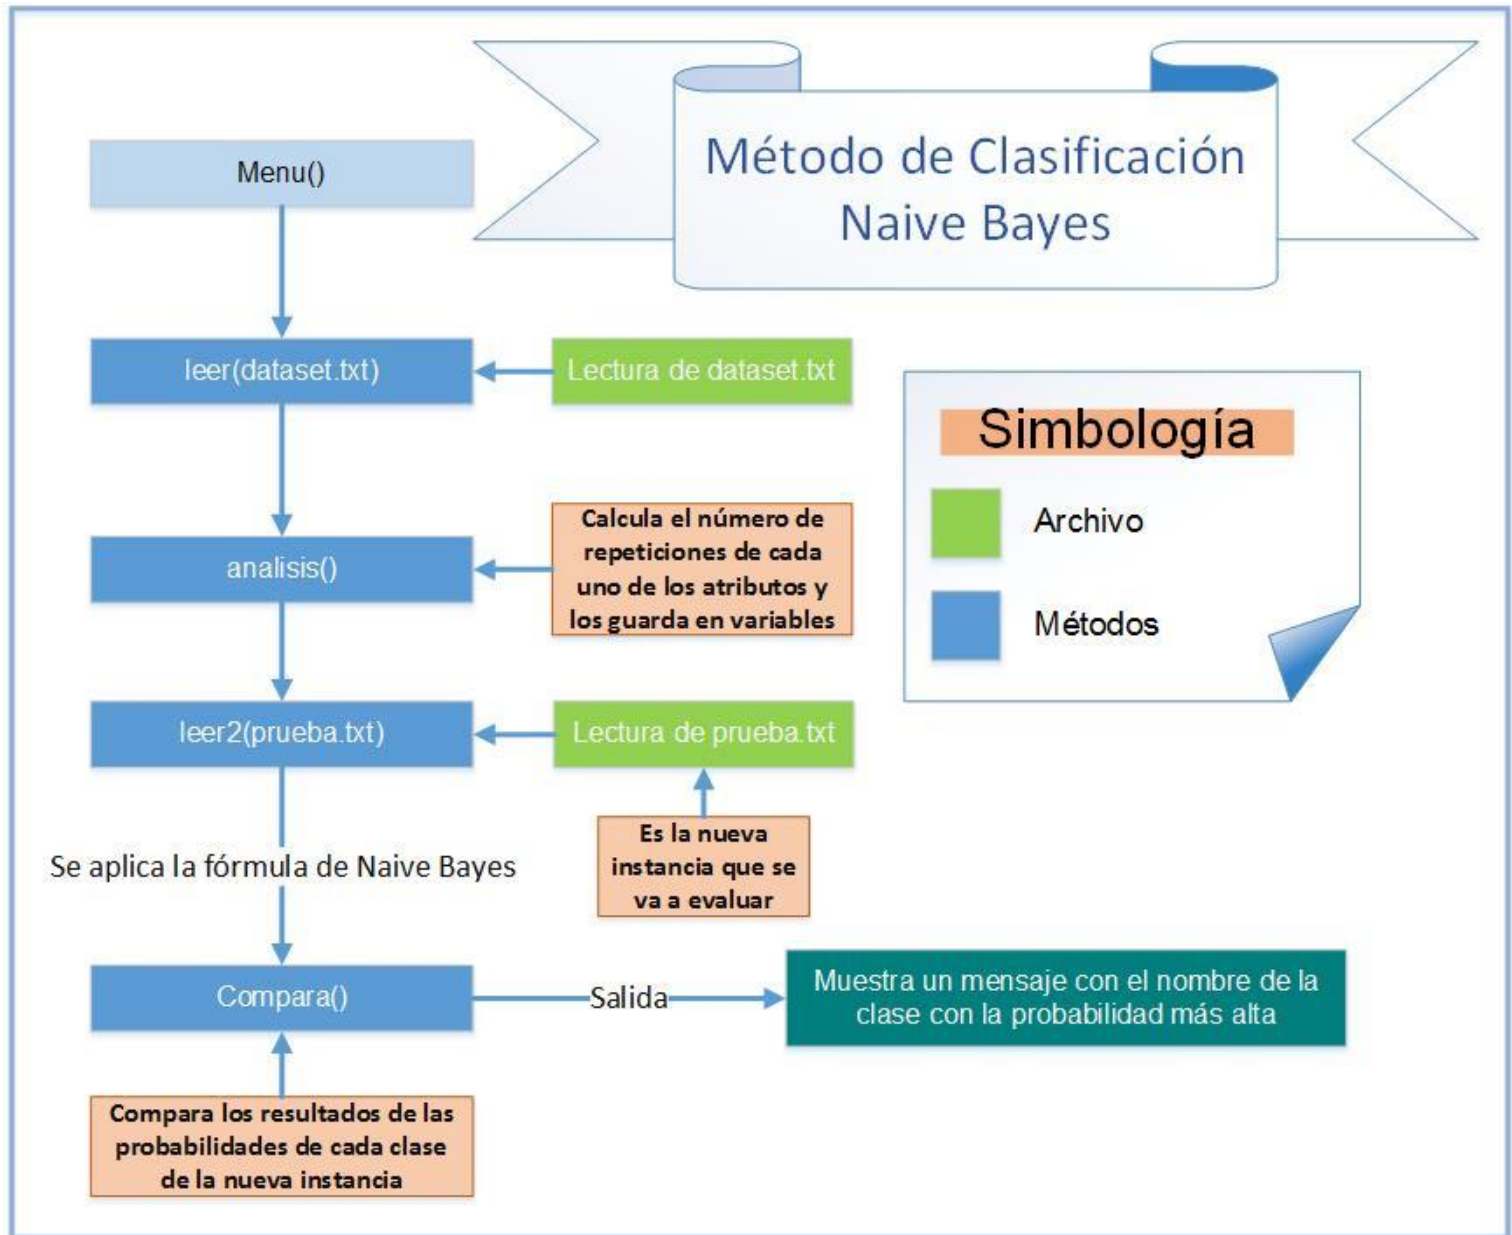 Método de Clasificación
Naive Bayes
Menu()
leer(dataset.txt)
Lectura de dataset.txt
Simbología
Archivo
Métodos
Calcula el número de
repeticiones de cada
uno de los atributos y
los guarda en variables
analisis()
leer2(prueba.txt)
Lectura de prueba.txt
Es la nueva
instancia que se
va a evaluar
Se aplica la fórmula de Naive Bayes
Compara()
Salida
Muestra un mensaje con el nombre de la
clase con la probabilidad más alta
Compara los resultados de las
probabilidades de cada clase
de la nueva instancia